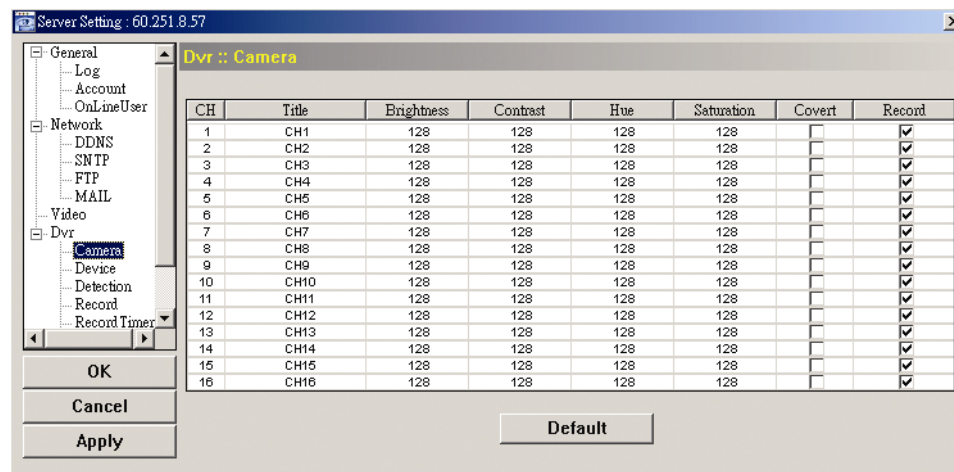 Server Setting : 60.251.8.57
General
Log
Account
OnLineUser
Network
DDNS
SNTP
FTP
MAIL
Video
Dvr
Camera
Device
Detection
Record
Record Timer
OK
Cancel
Apply
Dvr :: Camera
CH Title Brightness Contrast Hue Saturation Covert Record
1 CH1 128 128 128 128
2 CH2 128 128 128 128
3 CH3 128 128 128 128
4 CH4 128 128 128 128
5 CH5 128 128 128 128
6 CH6 128 128 128 128
7 CH7 128 128 128 128
8 CH8 128 128 128 128
9 CH9 128 128 128 128
10 CH10 128 128 128 128
11 CH11 128 128 128 128
12 CH12 128 128 128 128
13 CH13 128 128 128 128
14 CH14 128 128 128 128
15 CH15 128 128 128 128
16 CH16 128 128 128 128
Default